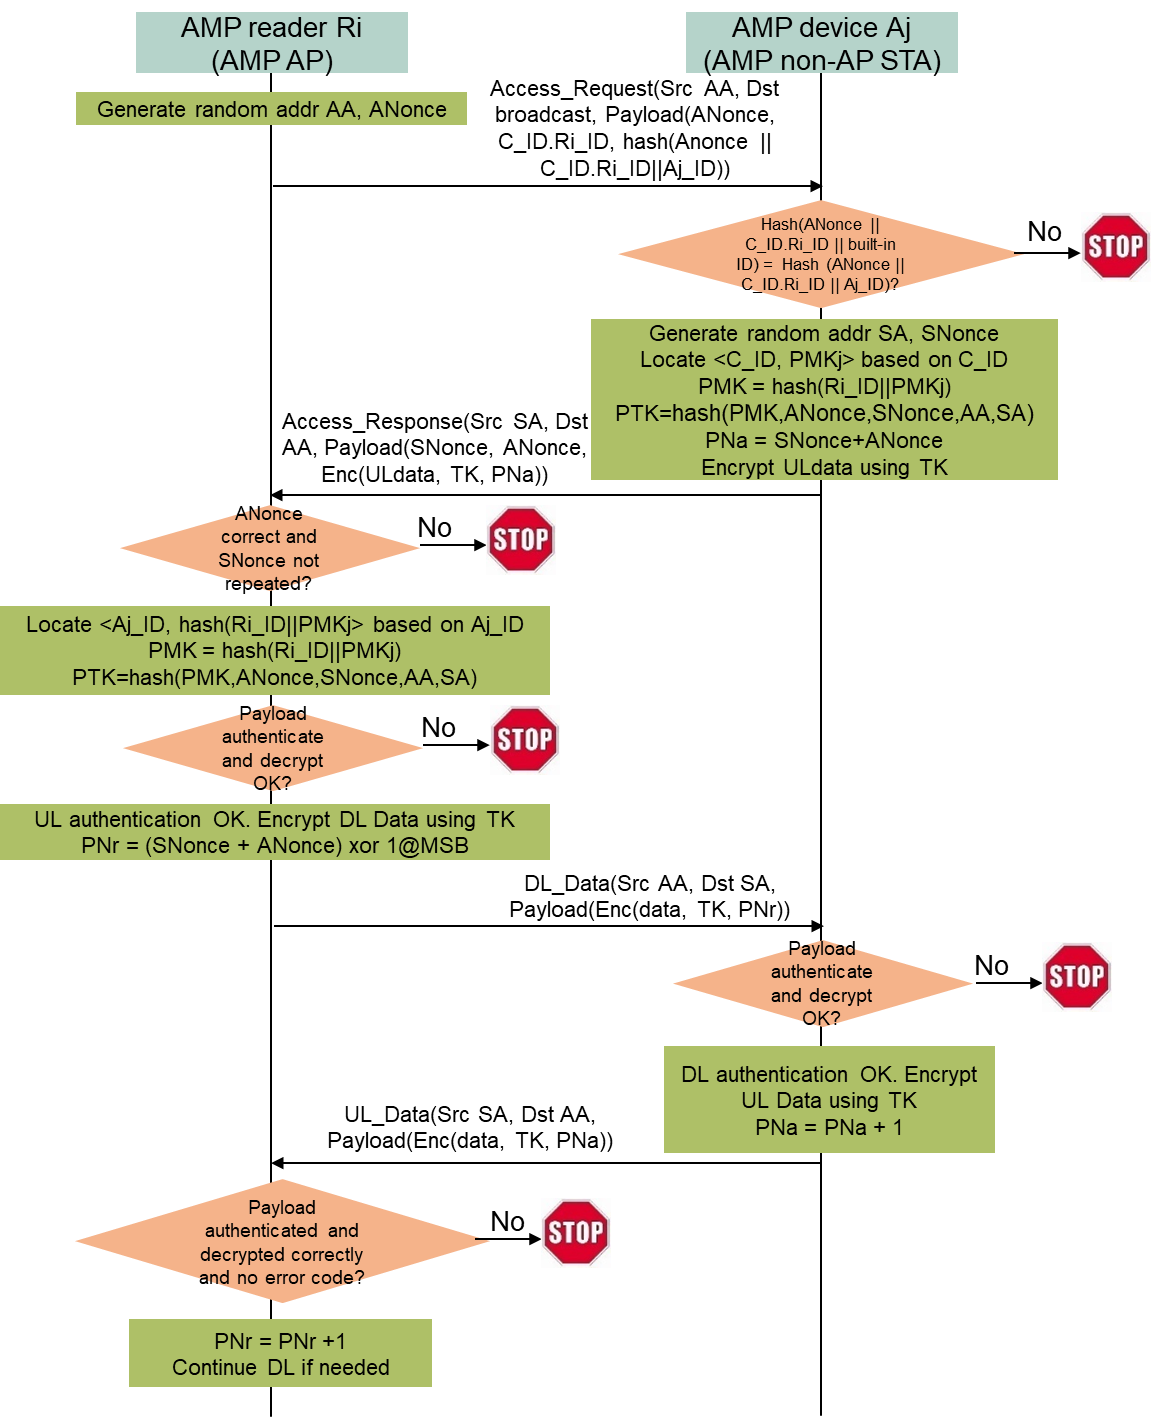 AMP reader Ri
(AMP AP)
AMP device Aj
(AMP non-AP STA)
Generate random addr AA, ANonce
Access_Request(Src AA, Dst
broadcast, Payload(ANonce,
C_ID.Ri_ID, hash(Anonce ||
C_ID.Ri_ID||Aj_ID))
Hash(ANonce ||
C_ID.Ri_ID || built-in
ID) = Hash (ANonce ||
C_ID.Ri_ID || Aj_ID)?
No
STOP
Generate random addr SA, SNonce
Locate <C_ID, PMKj> based on C_ID
PMK = hash(Ri_ID||PMKj)
PTK=hash(PMK,ANonce,SNonce,AA,SA)
PNa = SNonce+ANonce
Encrypt ULdata using TK
Access_Response(Src SA, Dst
AA, Payload(SNonce, ANonce,
Enc(ULdata, TK, PNa))
ANonce
correct and
SNonce not
repeated?
No
STOP
Locate <Aj_ID, hash(Ri_ID||PMKj> based on Aj_ID
PMK = hash(Ri_ID||PMKj)
PTK=hash(PMK,ANonce,SNonce,AA,SA)
Payload
authenticate
and decrypt
OK?
No
STOP
UL authentication OK. Encrypt DL Data using TK
PNr = (SNonce + ANonce) xor 1@MSB
DL_Data(Src AA, Dst SA,
Payload(Enc(data, TK, PNr))
Payload
authenticate
and decrypt
OK?
No
STOP
DL authentication OK. Encrypt
UL Data using TK
PNa = PNa + 1
UL_Data(Src SA, Dst AA,
Payload(Enc(data, TK, PNa))
Payload
authenticated and
decrypted correctly
and no error code?
No
STOP
PNr = PNr +1
Continue DL if needed